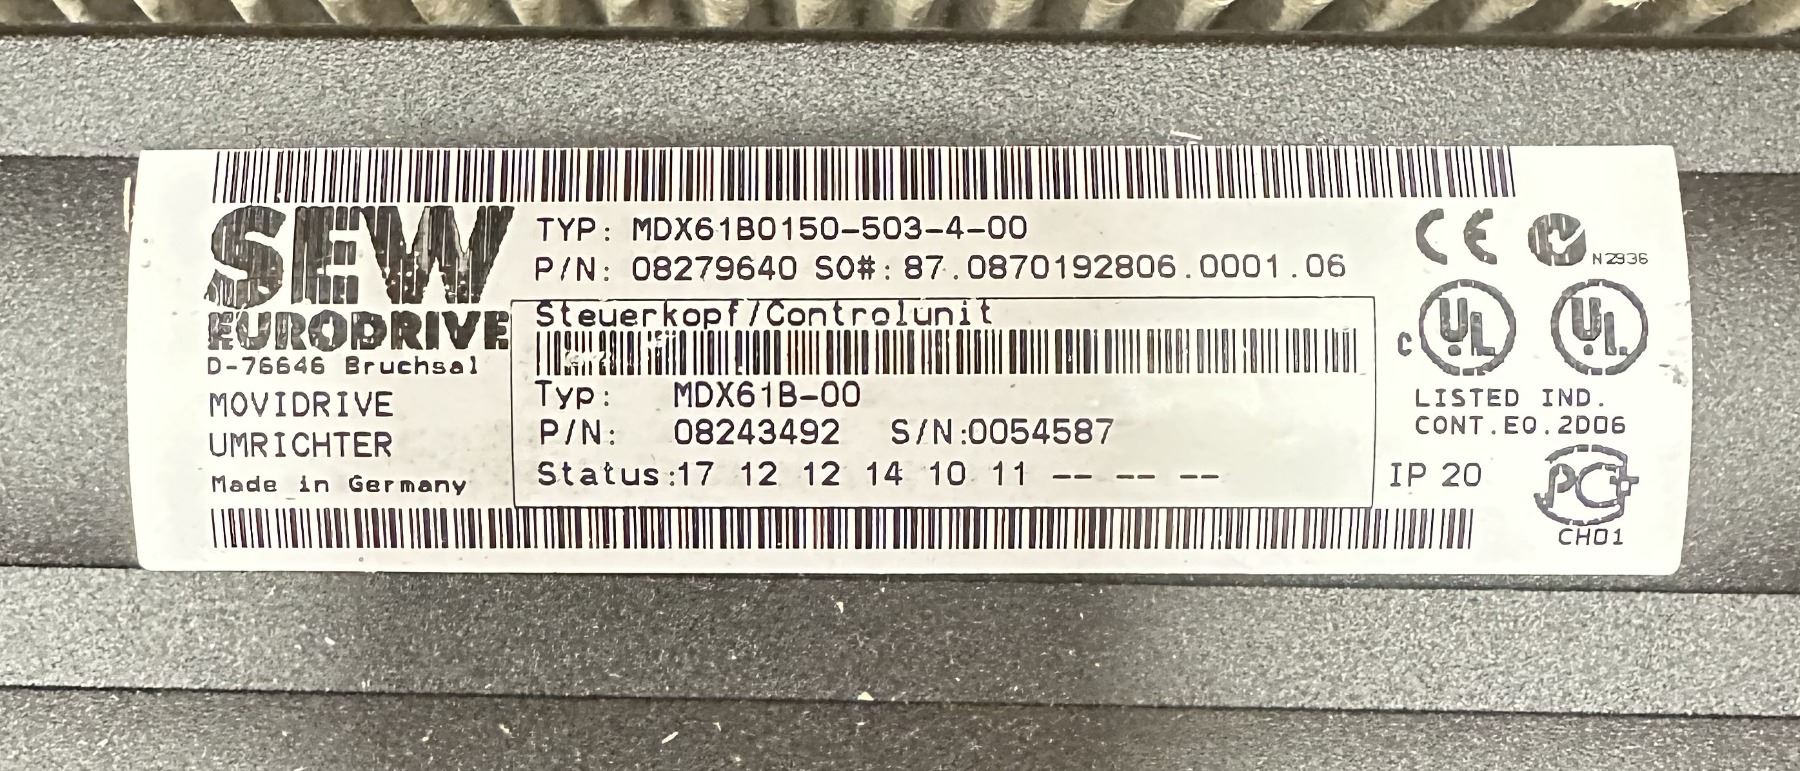 SEW
EURODRIVE
D-76646 Bruchsal
MOVIDRIVE
UMRICHTER
Made in Germany
TYP: MDX61B0150-503-4-00
P/N: 08279640 SO#: 87.0870192806.0001.06
Steuerkopf/Controlunit
Typ: MDX61B-00
P/N: 08243492 S/N:0054587
Status:17 12 12 14 10 11 -- -- --
CE
N2936
c UL UL
LISTED IND.
CONT.EQ.2D06
IP 20
PCT
CH01